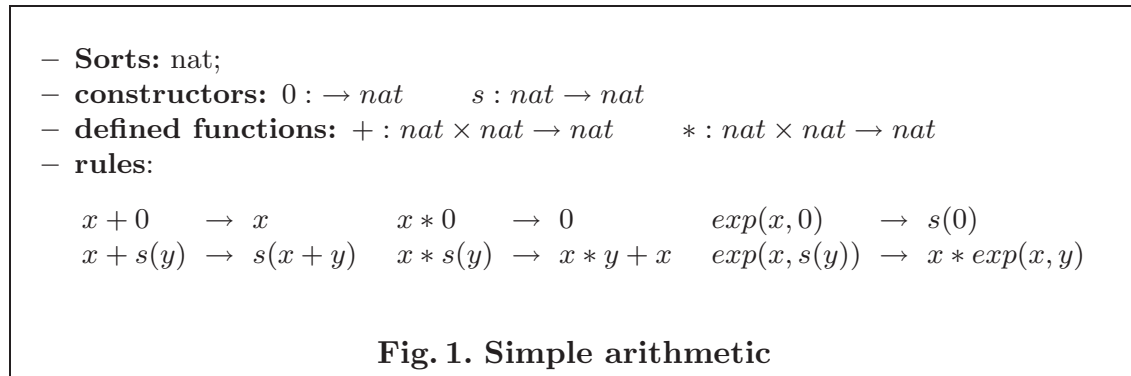 – Sorts: nat;
– constructors: 0 : → nat s : nat → nat
– defined functions: + : nat × nat → nat ∗ : nat × nat → nat
– rules:
x + 0 → x x ∗ 0 → 0 exp(x, 0) → s(0)
x + s(y) → s(x + y) x ∗ s(y) → x ∗ y + x exp(x, s(y)) → x ∗ exp(x, y)
Fig. 1. Simple arithmetic